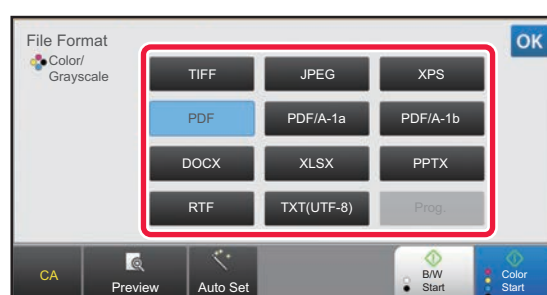 File Format
OK
Color/
Grayscale
TIFF JPEG XPS
PDF PDF/A-1a PDF/A-1b
DOCX XLSX PPTX
RTF TXT(UTF-8) Prog.
CA
Preview
Auto Set
B/W
Start
Color
Start